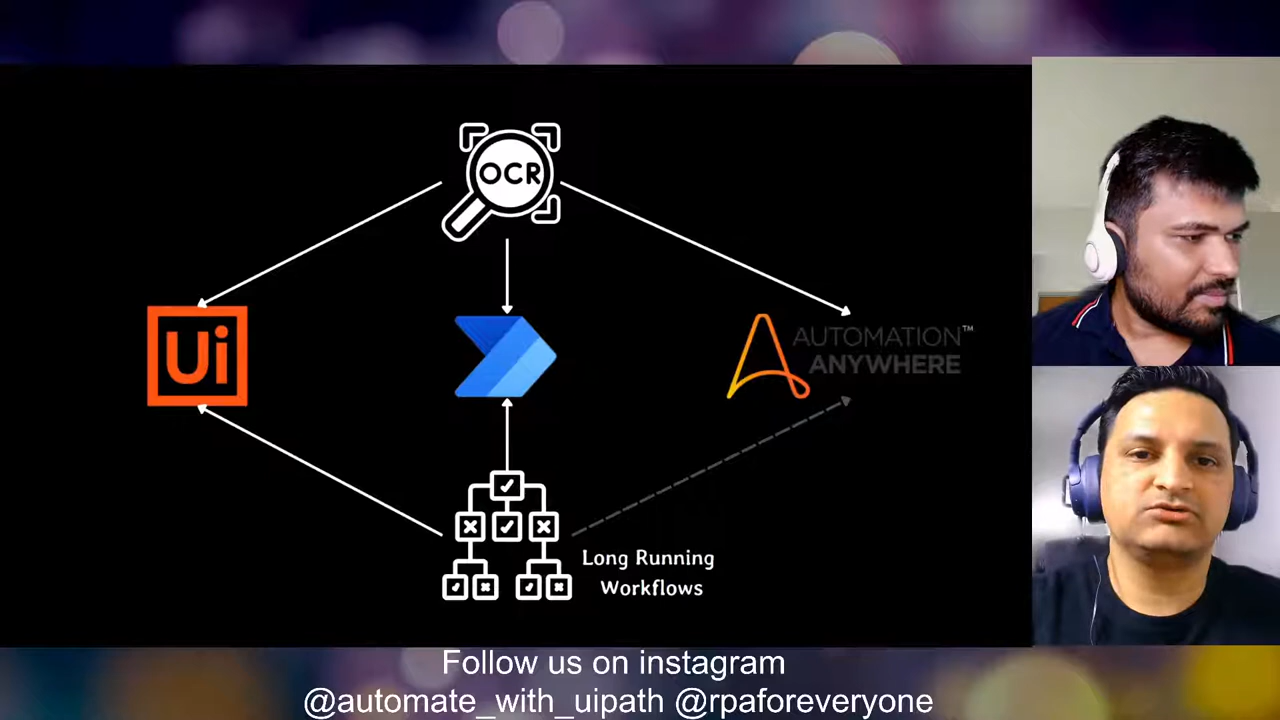 OCR
Ui
AUTOMATION™
ANYWHERE
Long Running
Workflows
Follow us on instagram
@automate_with_uipath @rpaforeveryone